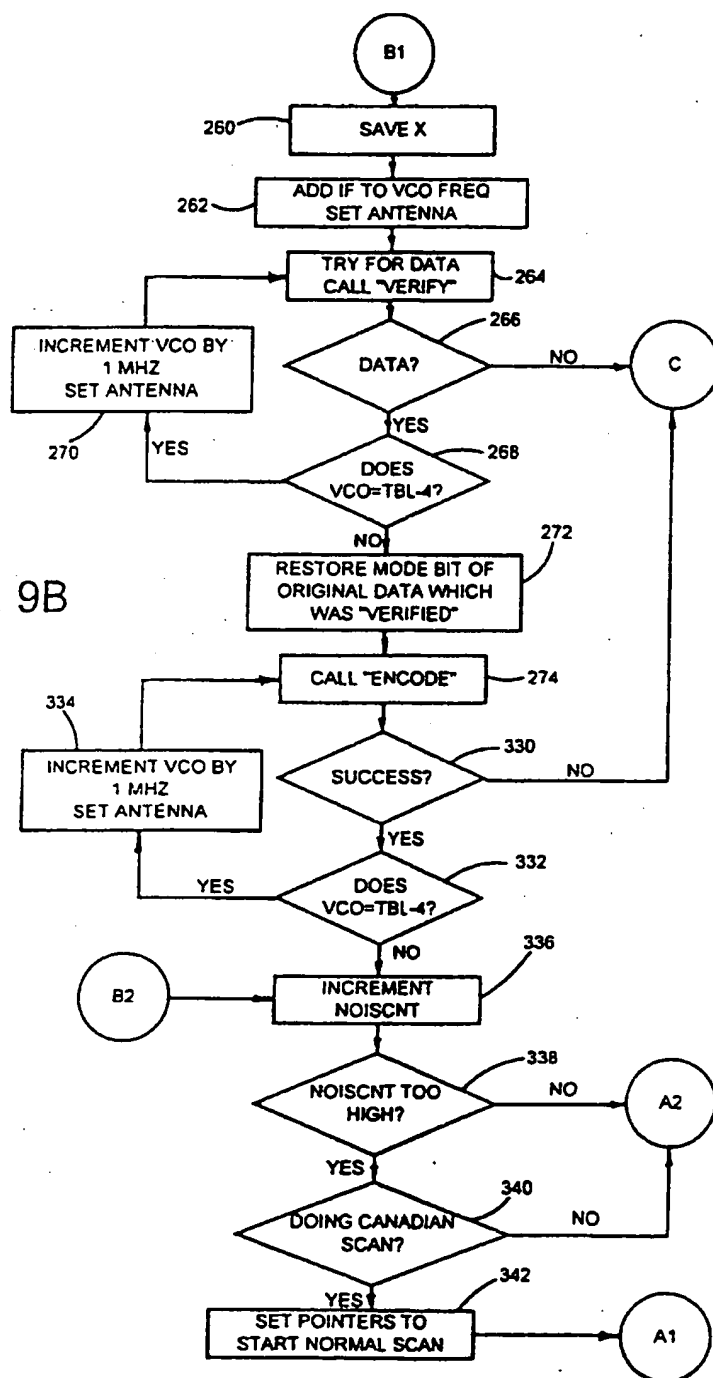 B1
260
SAVE X
262
ADD IF TO VCO FREQ
SET ANTENNA
TRY FOR DATA
CALL "VERIFY"
264
266
INCREMENT VCO BY
1 MHZ
SET ANTENNA
DATA?
NO
C
270
YES
YES
268
DOES
VCO=TBL-4?
NO
272
RESTORE MODE BIT OF
ORIGINAL DATA WHICH
WAS "VERIFIED"
9B
CALL "ENCODE"
274
334
330
INCREMENT VCO BY
1 MHZ
SET ANTENNA
SUCCESS?
NO
YES
332
YES
DOES
VCO=TBL-4?
NO
336
B2
INCREMENT
NOISCNT
338
NOISCNT TOO
HIGH?
NO
A2
YES
340
DOING CANADIAN
SCAN?
NO
342
YES
SET POINTERS TO
START NORMAL SCAN
A1